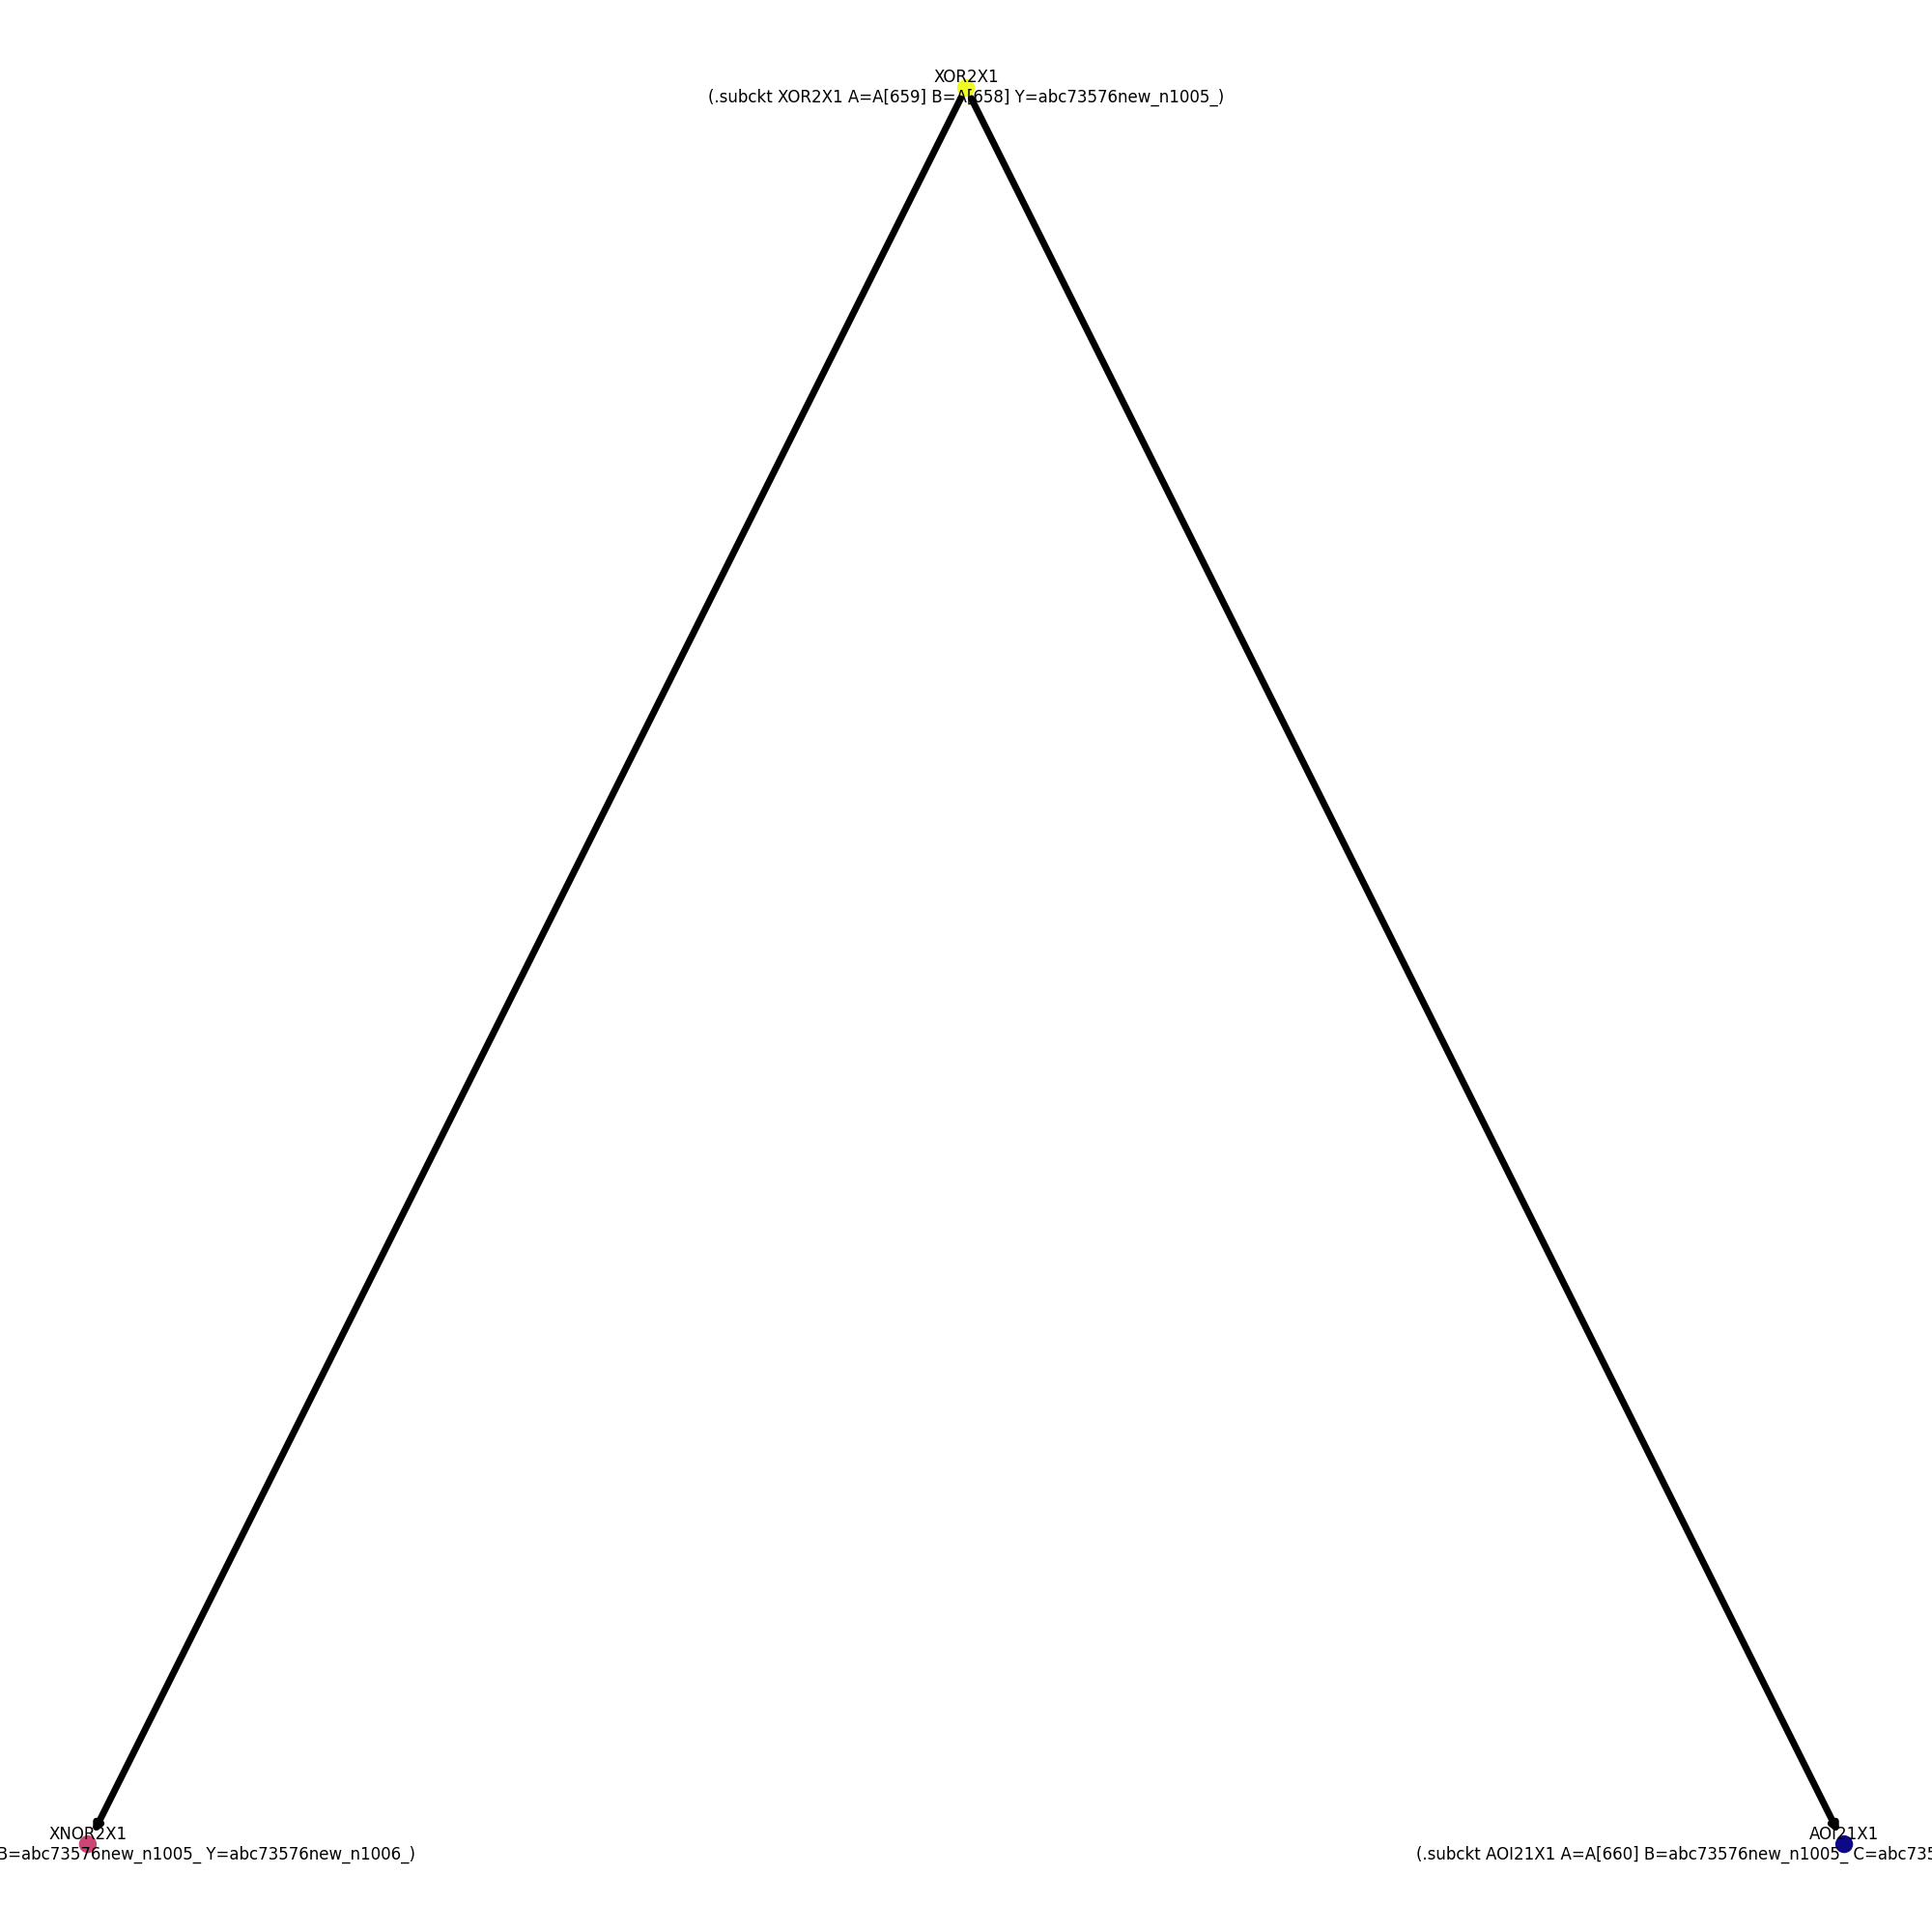 XOR2X1
(.subckt XOR2X1 A=A[659] B=A[658] Y=abc73576new_n1005_)
XNOR2X1
B=abc73576new_n1005_ Y=abc73576new_n1006_)
AOI21X1
(.subckt AOI21X1 A=A[660] B=abc73576new_n1005_ C=abc735